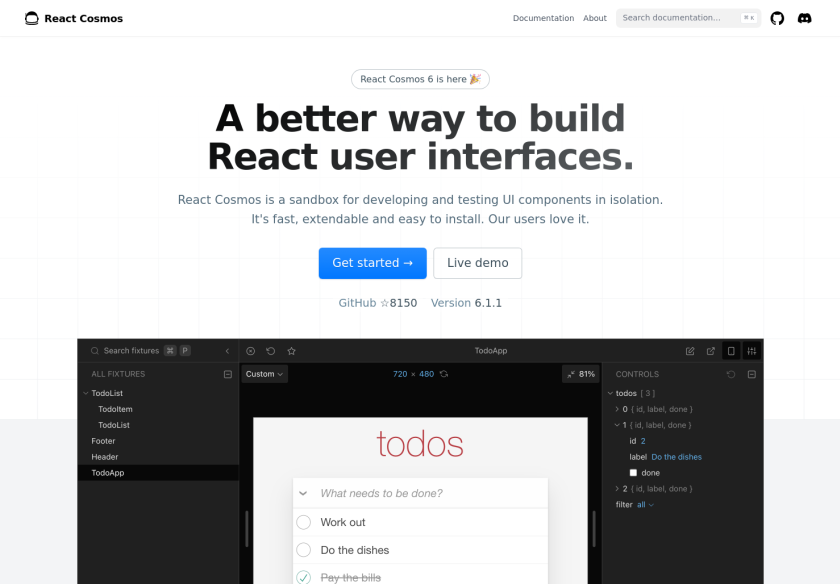 React Cosmos
Documentation About Search documentation... ⌘ K
React Cosmos 6 is here 🎉
A better way to build
React user interfaces.
React Cosmos is a sandbox for developing and testing UI components in isolation.
It's fast, extendable and easy to install. Our users love it.
Get started → Live demo
GitHub ☆8150 Version 6.1.1
Search fixtures ⌘ P
TodoApp
ALL FIXTURES
TodoList
TodoItem
TodoList
Footer
Header
TodoApp
Custom 720 × 480 81%
todos
What needs to be done?
Work out
Do the dishes
Pay the bills
CONTROLS
todos [ 3 ]
0 { id, label, done }
1 { id, label, done }
id 2
label Do the dishes
done
2 { id, label, done }
filter all